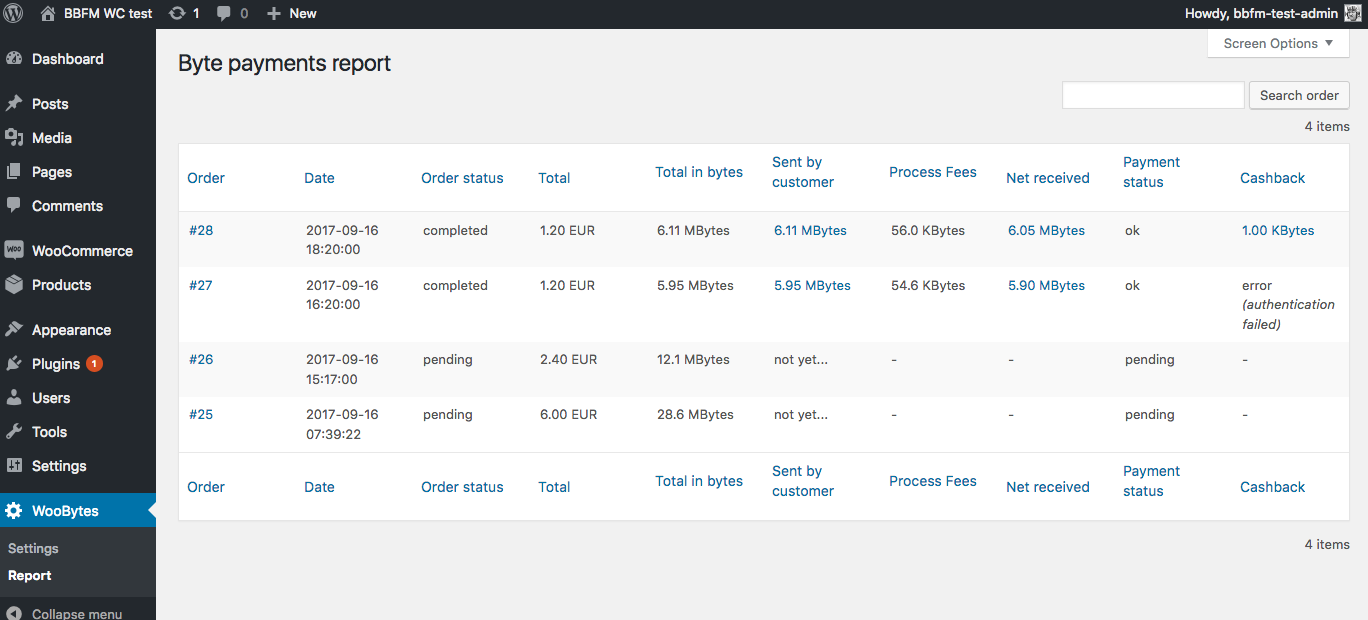 BBFM WC test 1 0 New Howdy, bbfm-test-admin
Dashboard
Posts
Media
Pages
Comments
WOO WooCommerce
Products
Appearance
Plugins 1
Users
Tools
Settings
WooBytes
Settings
Report
Collapse menu
Screen Options
Byte payments report
Search order
4 items
Order Date Order status Total Total in bytes Sent by customer Process Fees Net received Payment status Cashback
#28 2017-09-16 18:20:00 completed 1.20 EUR 6.11 MBytes 6.11 MBytes 56.0 KBytes 6.05 MBytes ok 1.00 KBytes
#27 2017-09-16 16:20:00 completed 1.20 EUR 5.95 MBytes 5.95 MBytes 54.6 KBytes 5.90 MBytes ok error (authentication failed)
#26 2017-09-16 15:17:00 pending 2.40 EUR 12.1 MBytes not yet... - - pending -
#25 2017-09-16 07:39:22 pending 6.00 EUR 28.6 MBytes not yet... - - pending -
Order Date Order status Total Total in bytes Sent by customer Process Fees Net received Payment status Cashback
4 items